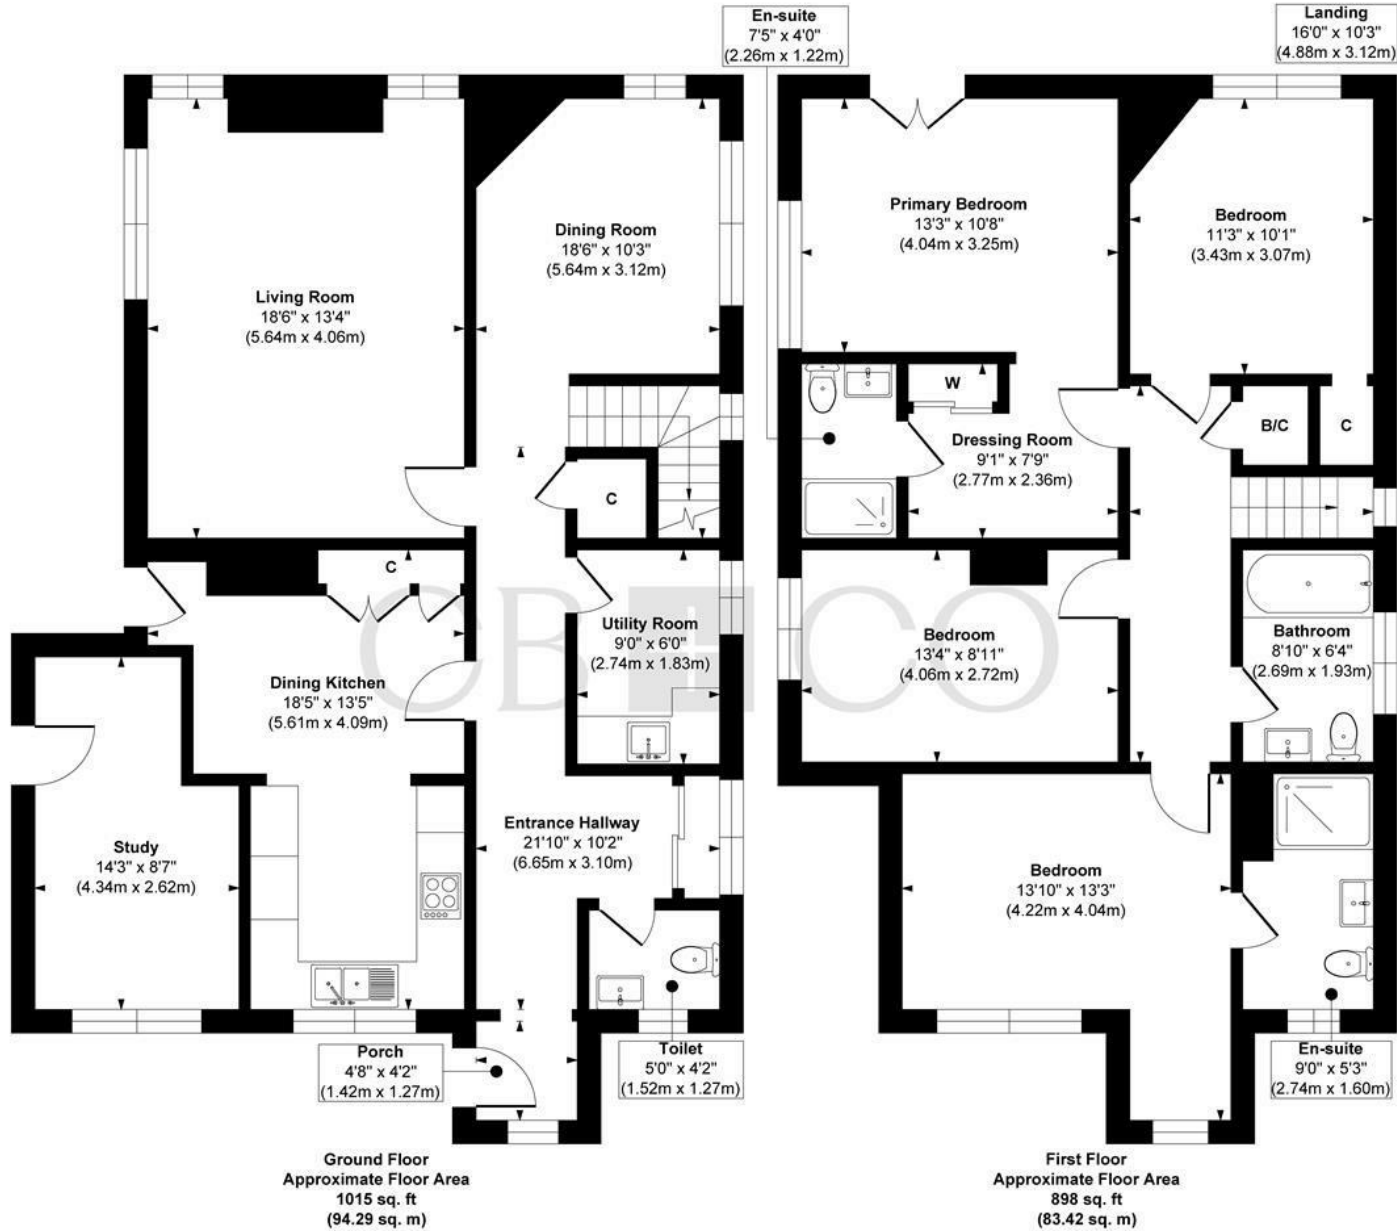 En-suite
7'5" x 4'0"
(2.26m x 1.22m)
Landing
16'0" x 10'3"
(4.88m x 3.12m)
Living Room
18'6" x 13'4"
(5.64m x 4.06m)
Dining Room
18'6" x 10'3"
(5.64m x 3.12m)
Primary Bedroom
13'3" x 10'8"
(4.04m x 3.25m)
Bedroom
11'3" x 10'1"
(3.43m x 3.07m)
W
B/C
C
Dressing Room
9'1" x 7'9"
(2.77m x 2.36m)
C
C
CBHCO
Utility Room
9'0" x 6'0"
(2.74m x 1.83m)
Bedroom
13'4" x 8'11"
(4.06m x 2.72m)
Bathroom
8'10" x 6'4"
(2.69m x 1.93m)
Dining Kitchen
18'5" x 13'5"
(5.61m x 4.09m)
Study
14'3" x 8'7"
(4.34m x 2.62m)
Entrance Hallway
21'10" x 10'2"
(6.65m x 3.10m)
Bedroom
13'10" x 13'3"
(4.22m x 4.04m)
Porch
4'8" x 4'2"
(1.42m x 1.27m)
Toilet
5'0" x 4'2"
(1.52m x 1.27m)
En-suite
9'0" x 5'3"
(2.74m x 1.60m)
Ground Floor
Approximate Floor Area
1015 sq. ft
(94.29 sq. m)
First Floor
Approximate Floor Area
898 sq. ft
(83.42 sq. m)